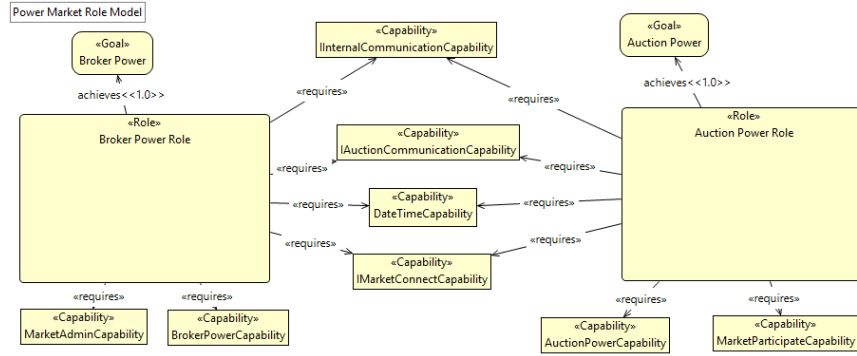 Power Market Role Model
«Goal»
Broker Power
«Capability»
IInternalCommunicationCapability
«Goal»
Auction Power
achieves<<1.0>>
achieves<<1.0>>
«requires»
«requires»
«Role»
Broker Power Role
«Role»
Auction Power Role
«Capability»
IAuctionCommunicationCapability
«requires»
«requires»
«Capability»
DateTimeCapability
«requires»
«requires»
«requires»
«requires»
«Capability»
IMarketConnectCapability
«requires»
«requires»
«requires»
«requires»
«Capability»
MarketAdminCapability
«Capability»
BrokerPowerCapability
«Capability»
AuctionPowerCapability
«Capability»
MarketParticipateCapability